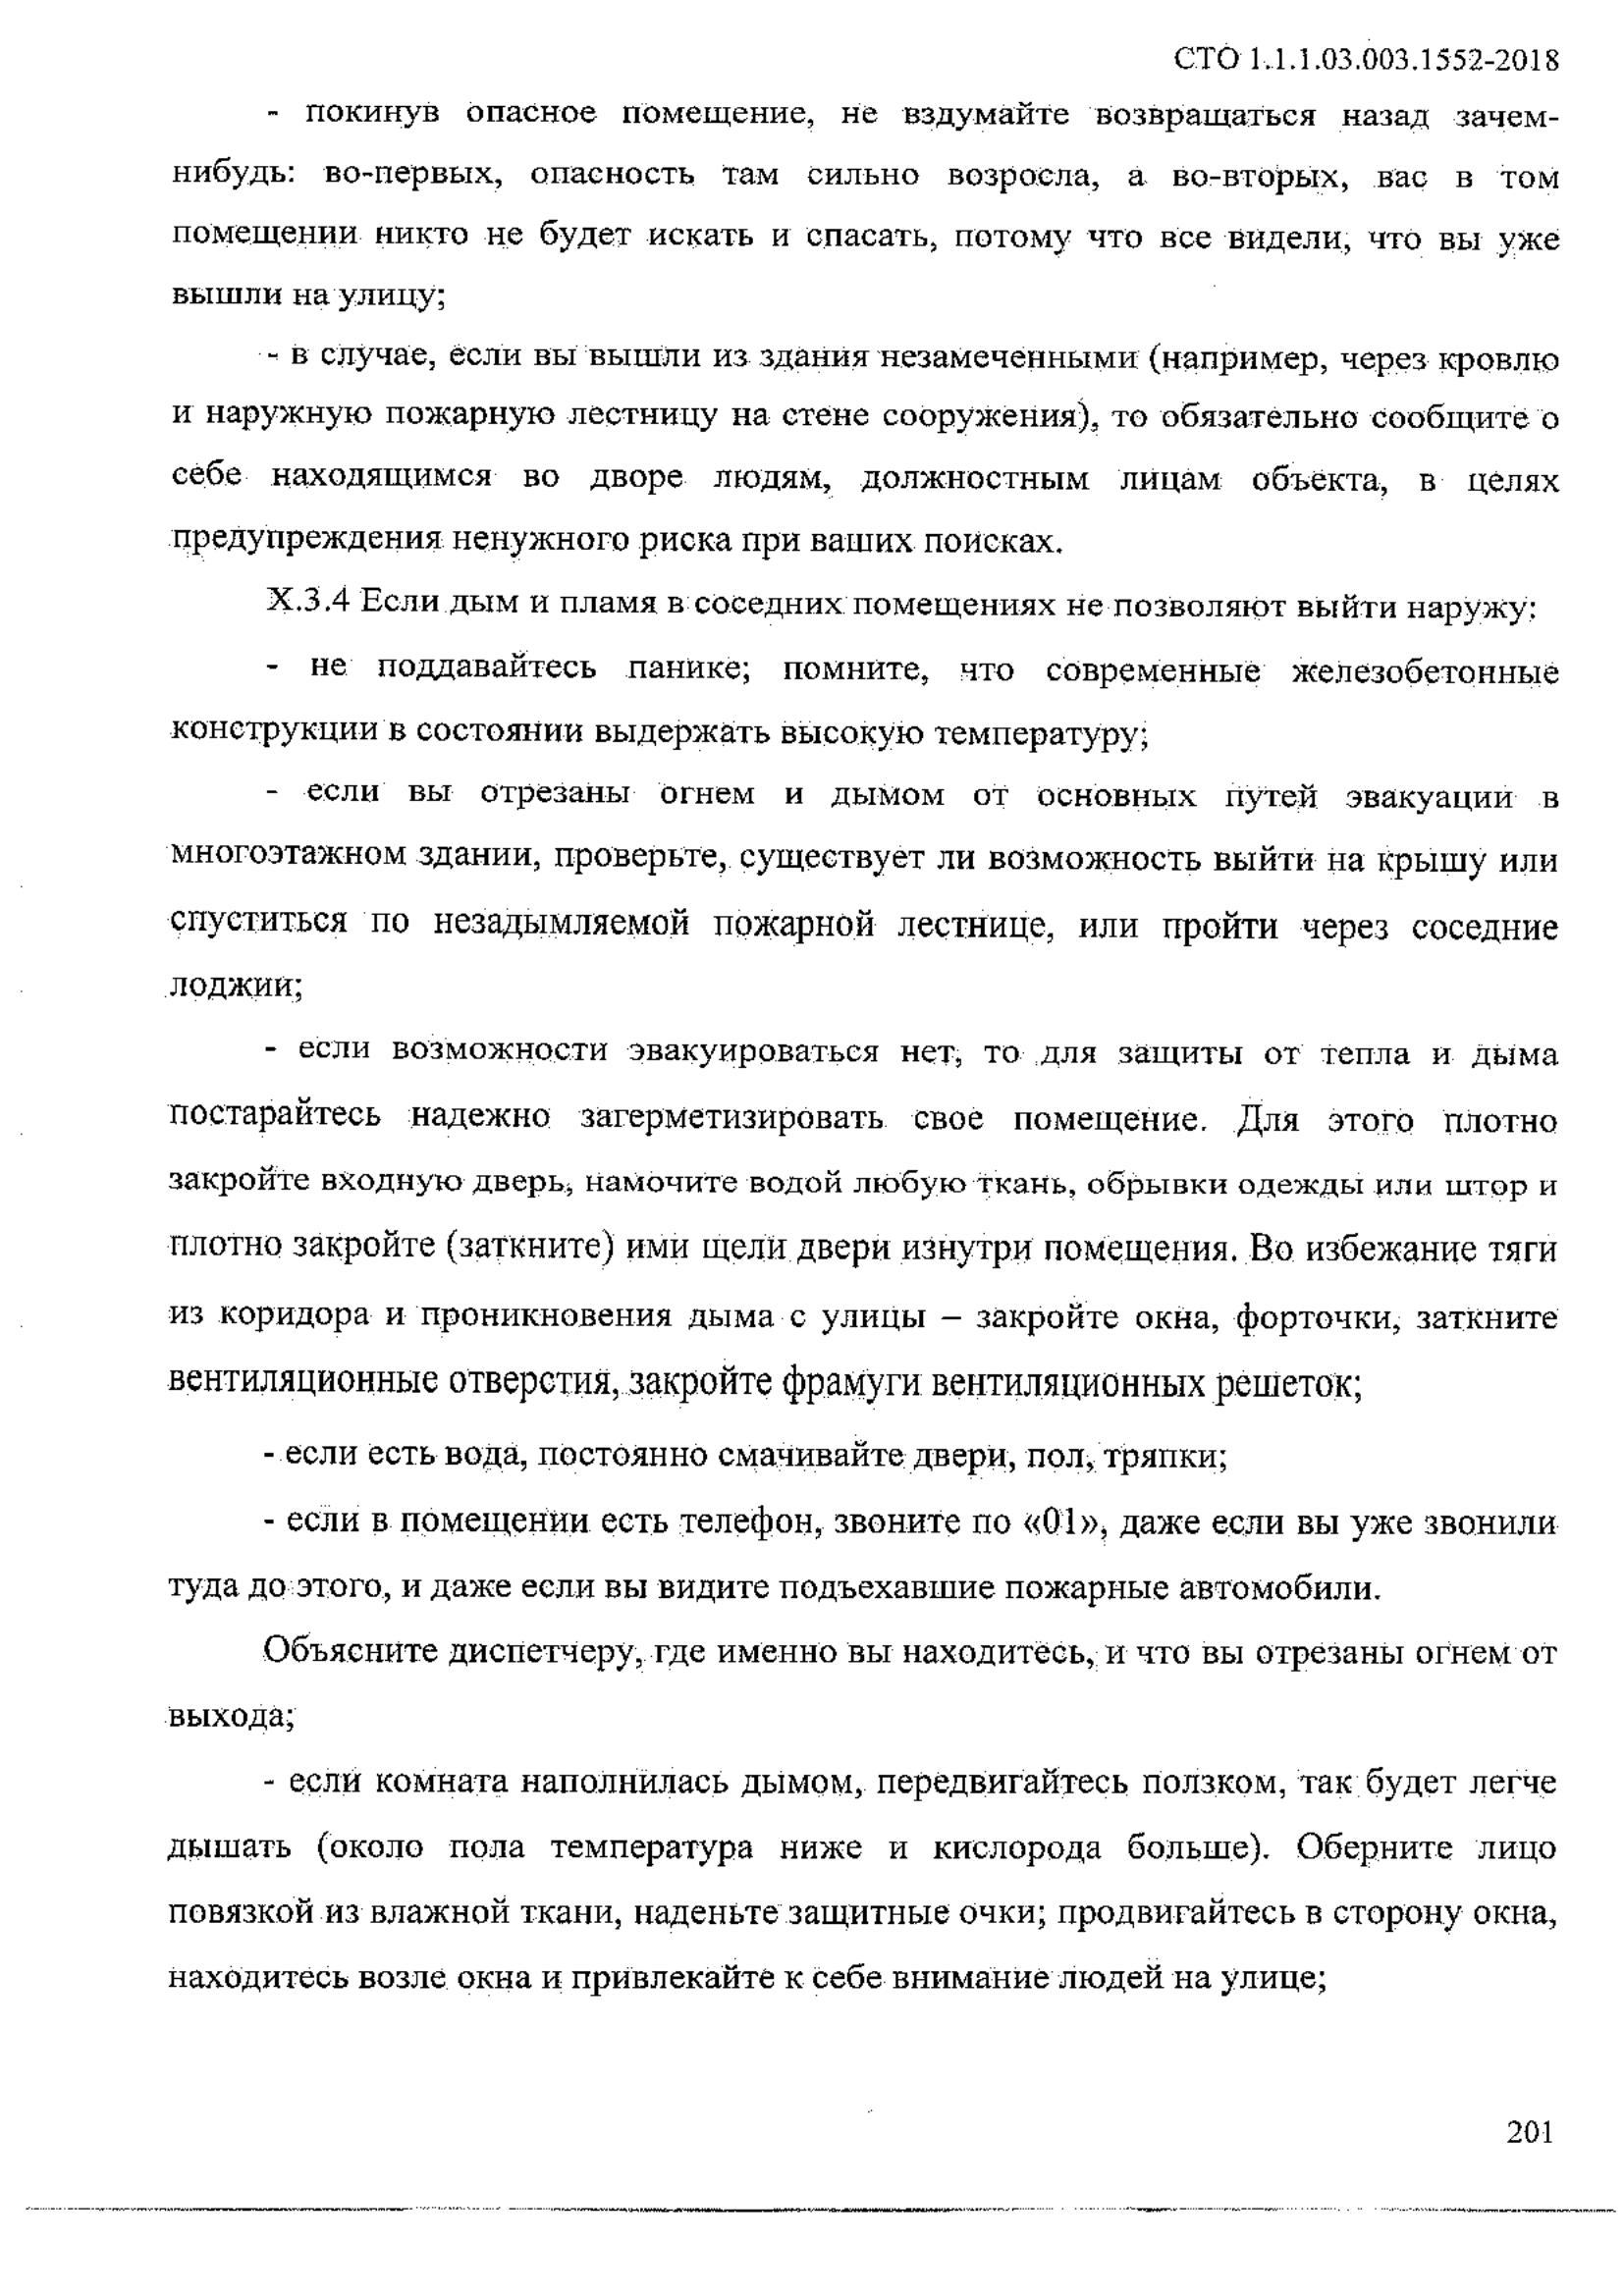 СТО 1.1.1.03.003.1552-2018
- покинув опасное помещение, не вздумайте возвращаться назад зачем-
нибудь: во-первых, опасность там сильно возросла, а во-вторых, вас в том
помещении никто не будет искать и спасать, потому что все видели, что вы уже
вышли на улицу;
- в случае, если вы вышли из здания незамеченными (например, через кровлю
и наружную пожарную лестницу на стене сооружения), то обязательно сообщите о
себе находящимся во дворе людям, должностным лицам объекта, в целях
предупреждения ненужного риска при ваших поисках.
Х.3.4 Если дым и пламя в соседних помещениях не позволяют выйти наружу:
- не поддавайтесь панике; помните, что современные железобетонные
конструкции в состоянии выдержать высокую температуру;
- если вы отрезаны огнем и дымом от основных путей эвакуации в
многоэтажном здании, проверьте, существует ли возможность выйти на крышу или
спуститься по незадымляемой пожарной лестнице, или пройти через соседние
лоджии;
- если возможности эвакуироваться нет, то для защиты от тепла и дыма
постарайтесь надежно загерметизировать свое помещение. Для этого плотно
закройте входную дверь, намочите водой любую ткань, обрывки одежды или штор и
плотно закройте (заткните) ими щели двери изнутри помещения. Во избежание тяги
из коридора и проникновения дыма с улицы – закройте окна, форточки, заткните
вентиляционные отверстия, закройте фрамуги вентиляционных решеток;
- если есть вода, постоянно смачивайте двери, пол, тряпки;
- если в помещении есть телефон, звоните по «01», даже если вы уже звонили
туда до этого, и даже если вы видите подъехавшие пожарные автомобили.
Объясните диспетчеру, где именно вы находитесь, и что вы отрезаны огнем от
выхода;
- если комната наполнилась дымом, передвигайтесь ползком, так будет легче
дышать (около пола температура ниже и кислорода больше). Оберните лицо
повязкой из влажной ткани, наденьте защитные очки; продвигайтесь в сторону окна,
находитесь возле окна и привлекайте к себе внимание людей на улице;
201